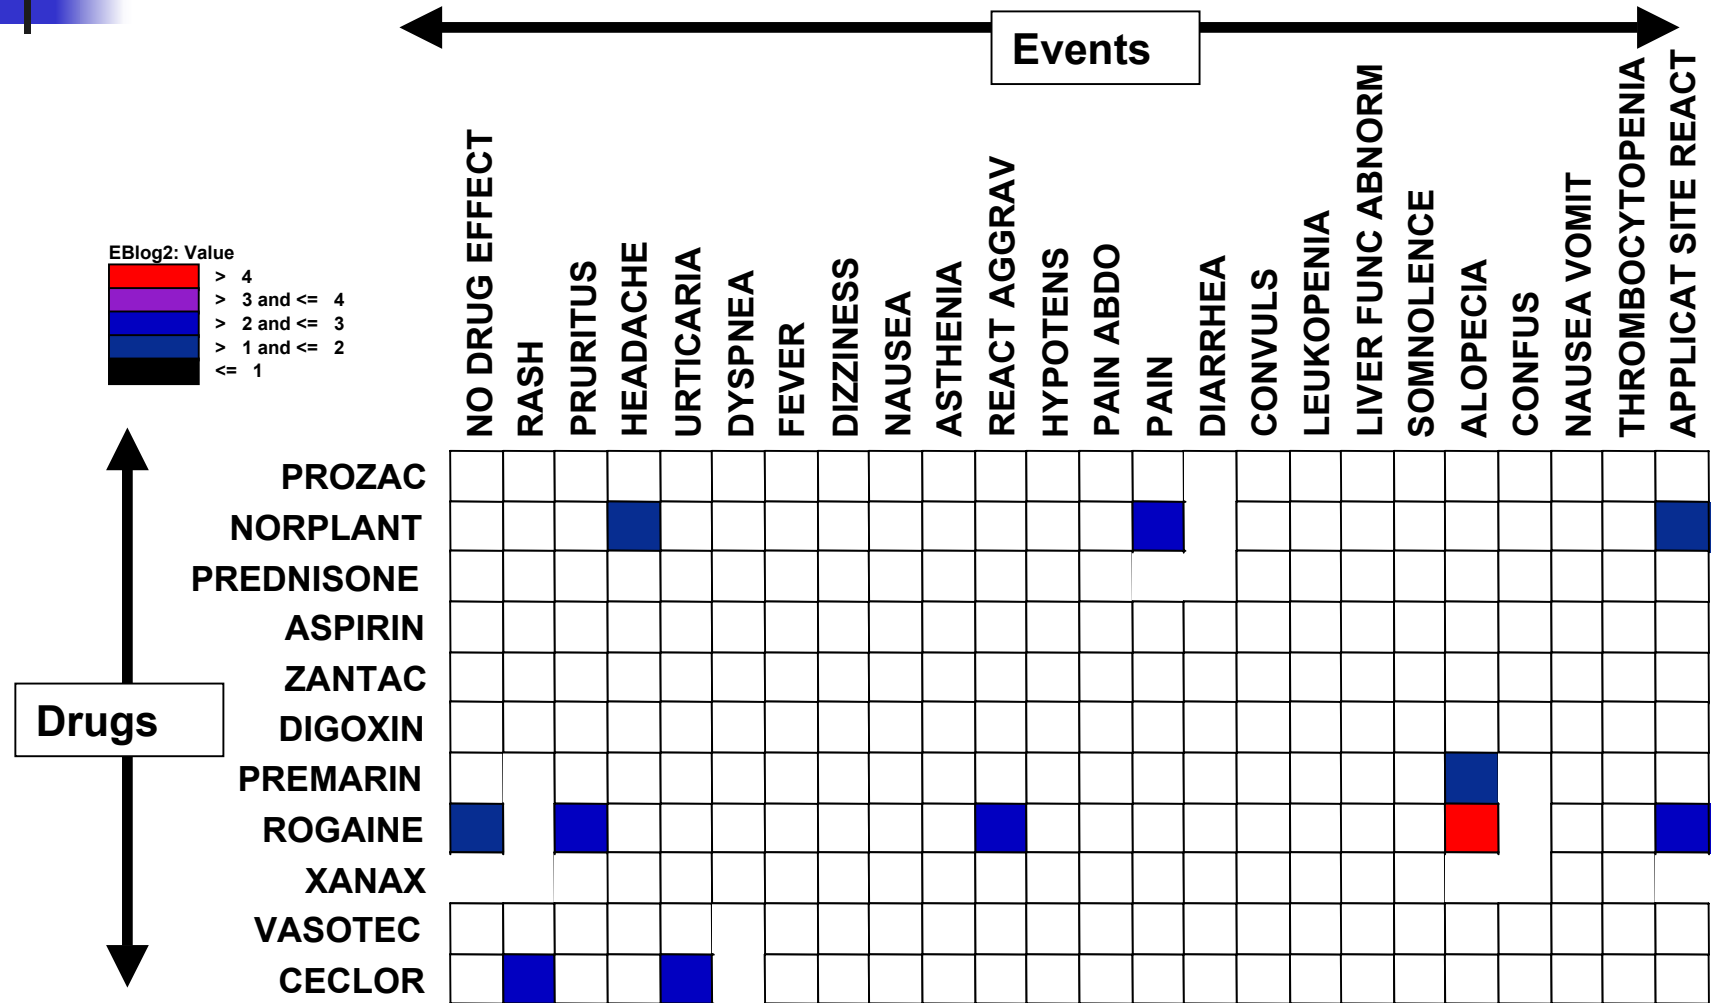 Events
EBlog2: Value
> 4
> 3 and <= 4
> 2 and <= 3
> 1 and <= 2
<= 1
NO DRUG EFFECT
RASH
PRURITUS
HEADACHE
URTICARIA
DYSPNEA
FEVER
DIZZINESS
NAUSEA
ASTHENIA
REACT AGGRAV
HYPOTENS
PAIN ABDO
PAIN
DIARRHEA
CONVULS
LEUKOPENIA
LIVER FUNC ABNORM
SOMNOLENCE
ALOPECIA
CONFUS
NAUSEA VOMIT
THROMBOCYTOPENIA
APPLICAT SITE REACT
Drugs
PROZAC
NORPLANT
PREDNISONE
ASPIRIN
ZANTAC
DIGOXIN
PREMARIN
ROGAINE
XANAX
VASOTEC
CECLOR